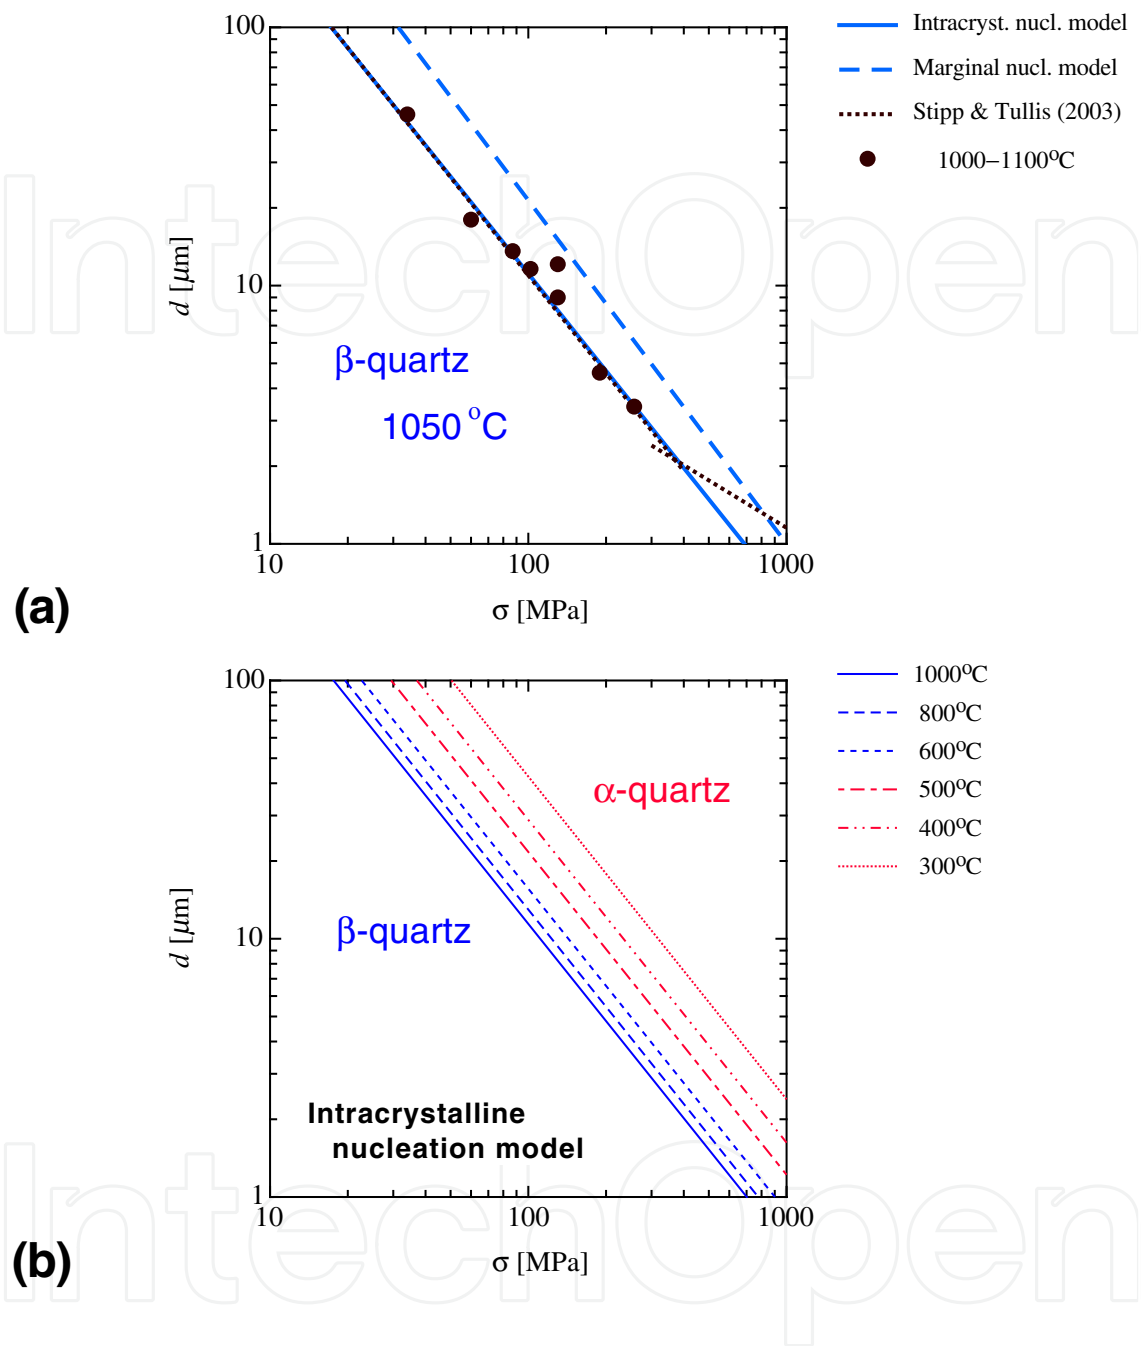 100
10
1
10
100
1000
d [μm]
σ [MPa]
β-quartz
1050 °C
Intracryst. nucl. model
Marginal nucl. model
Stipp & Tullis (2003)
1000–1100°C
(a)
100
10
1
10
100
1000
d [μm]
σ [MPa]
α-quartz
β-quartz
Intracrystalline
nucleation model
1000°C
800°C
600°C
500°C
400°C
300°C
(b)
IntechOpen
IntechOpen